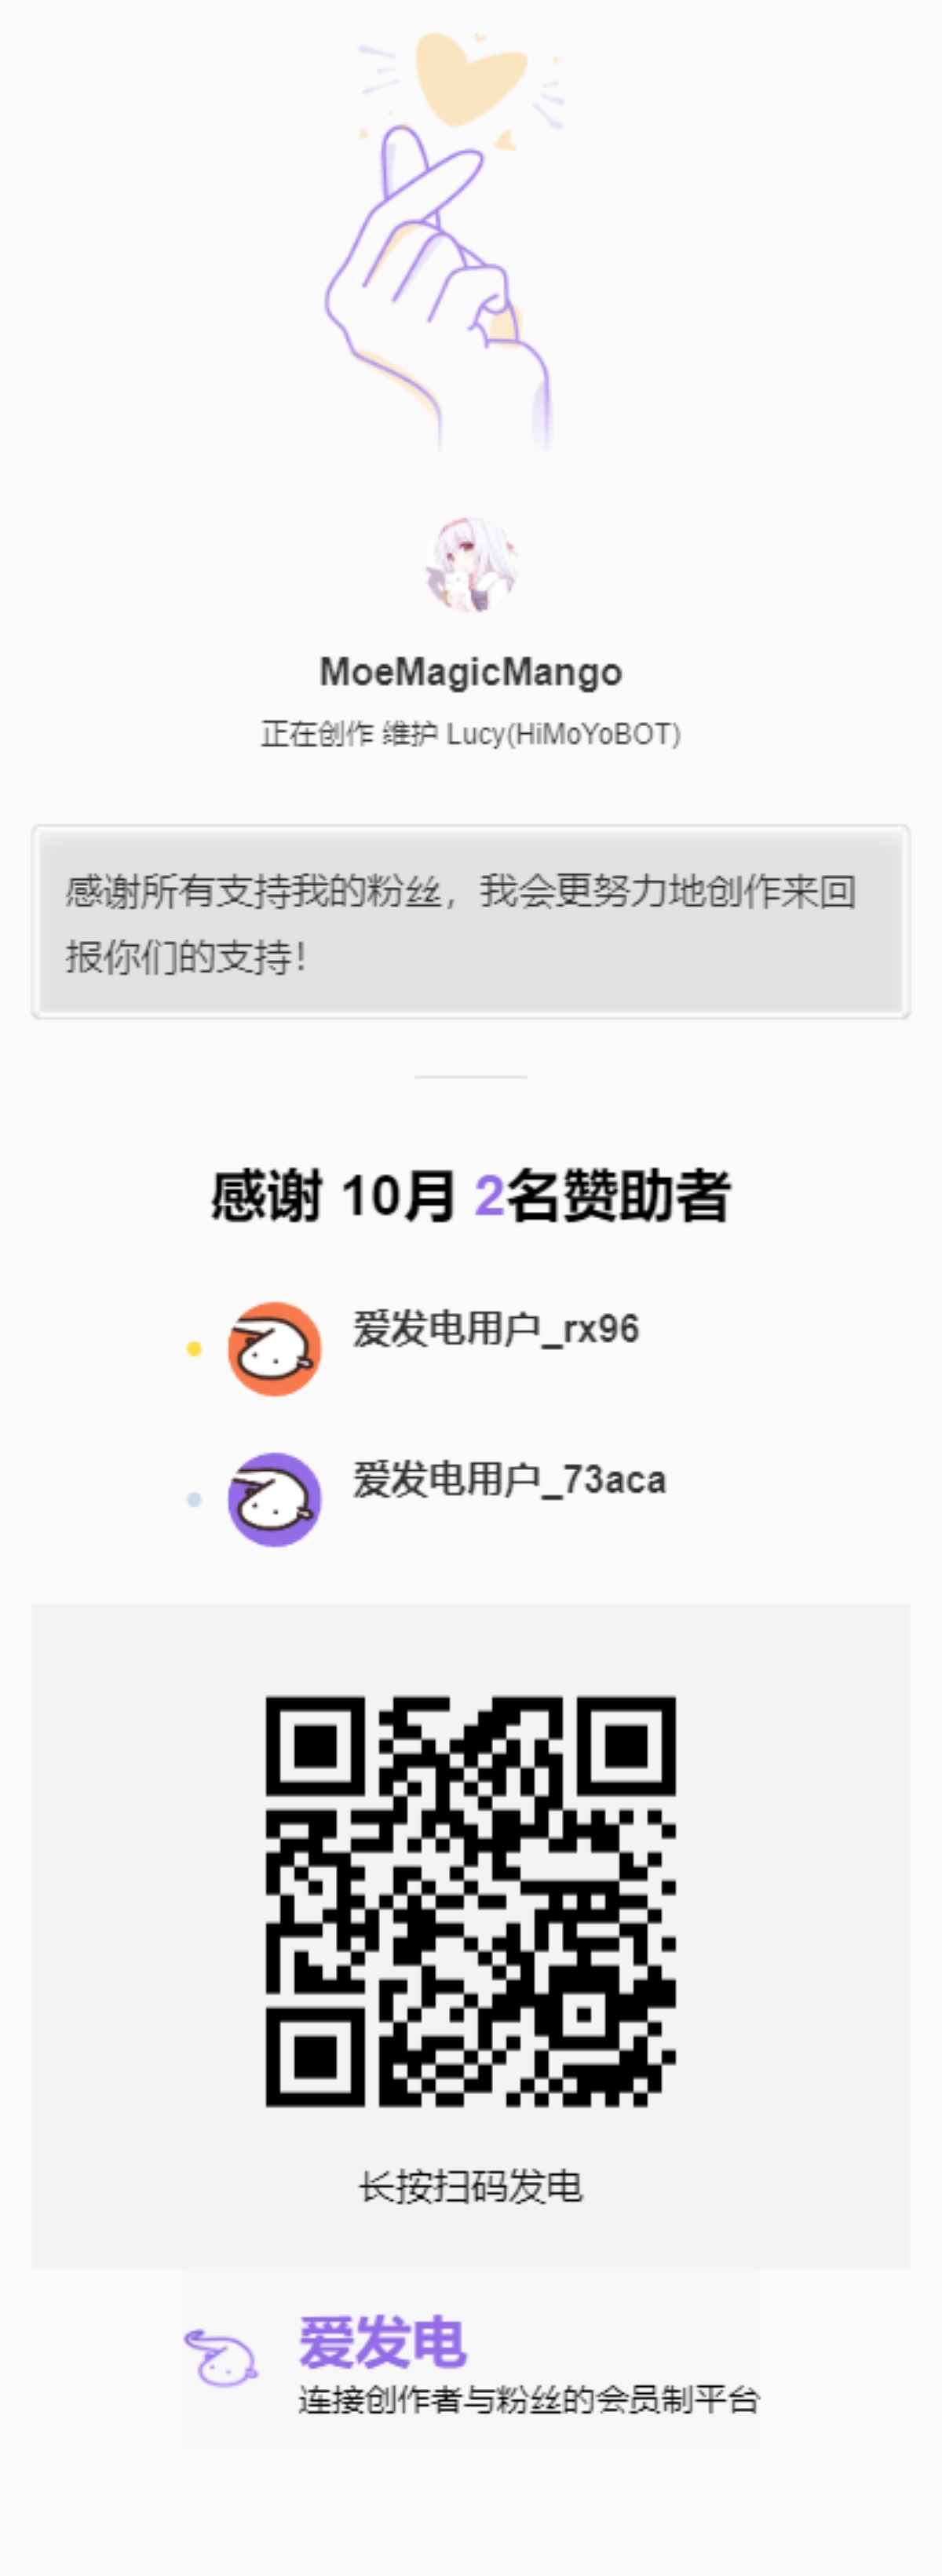 MoeMagicMango
正在创作 维护 Lucy(HiMoYoBOT)
感谢所有支持我的粉丝，我会更努力地创作来回
报你们的支持！
感谢 10月 2名赞助者
爱发电用户_rx96
爱发电用户_73aca
长按扫码发电
爱发电
连接创作者与粉丝的会员制平台